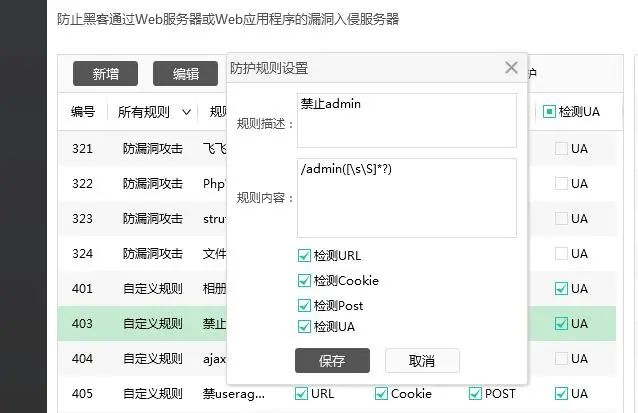 防止黑客通过Web服务器或Web应用程序的漏洞入侵服务器
新增 编辑 护
编号 所有规则 规 检测UA
321 防漏洞攻击 飞飞 UA
322 防漏洞攻击 Php UA
323 防漏洞攻击 strut UA
324 防漏洞攻击 文件 UA
401 自定义规则 相册 UA
403 自定义规则 禁止 UA
404 自定义规则 ajax UA
405 自定义规则 禁userag... URL Cookie POST UA
防护规则设置
规则描述： 禁止admin
规则内容： /admin([\s\S]*?)
检测URL
检测Cookie
检测Post
检测UA
保存 取消